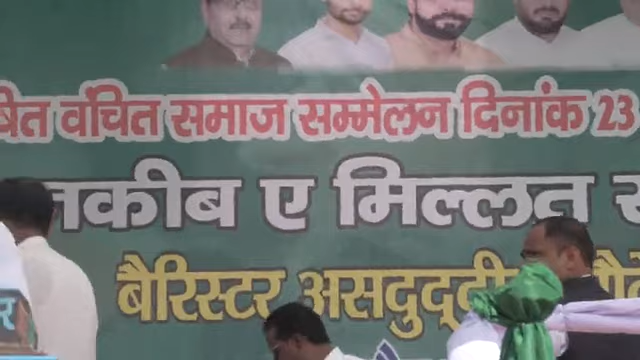 वंचित समाज सम्मेलन दिनांक 23
नकीब ए मिल्लत
बैरिस्टर असदुद्दी